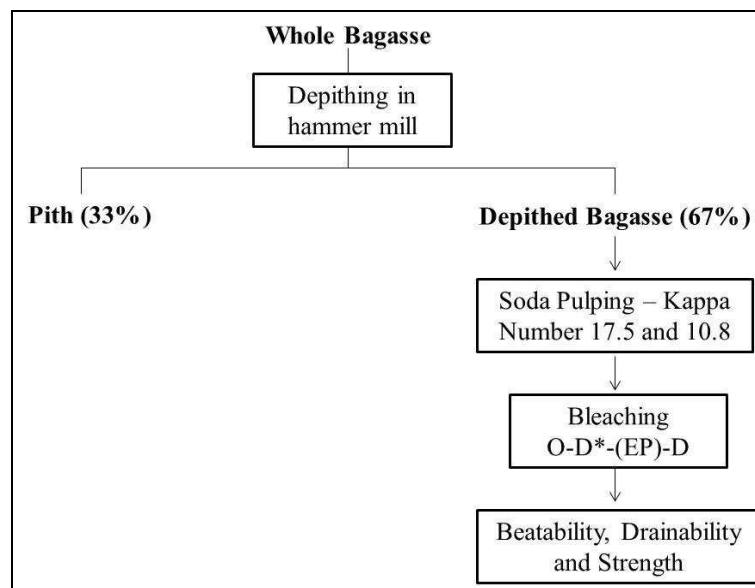 Whole Bagasse
Depithing in
hammer mill
Pith (33%)
Depithed Bagasse (67%)
Soda Pulping – Kappa
Number 17.5 and 10.8
Bleaching
O-D*-(EP)-D
Beatability, Drainability
and Strength